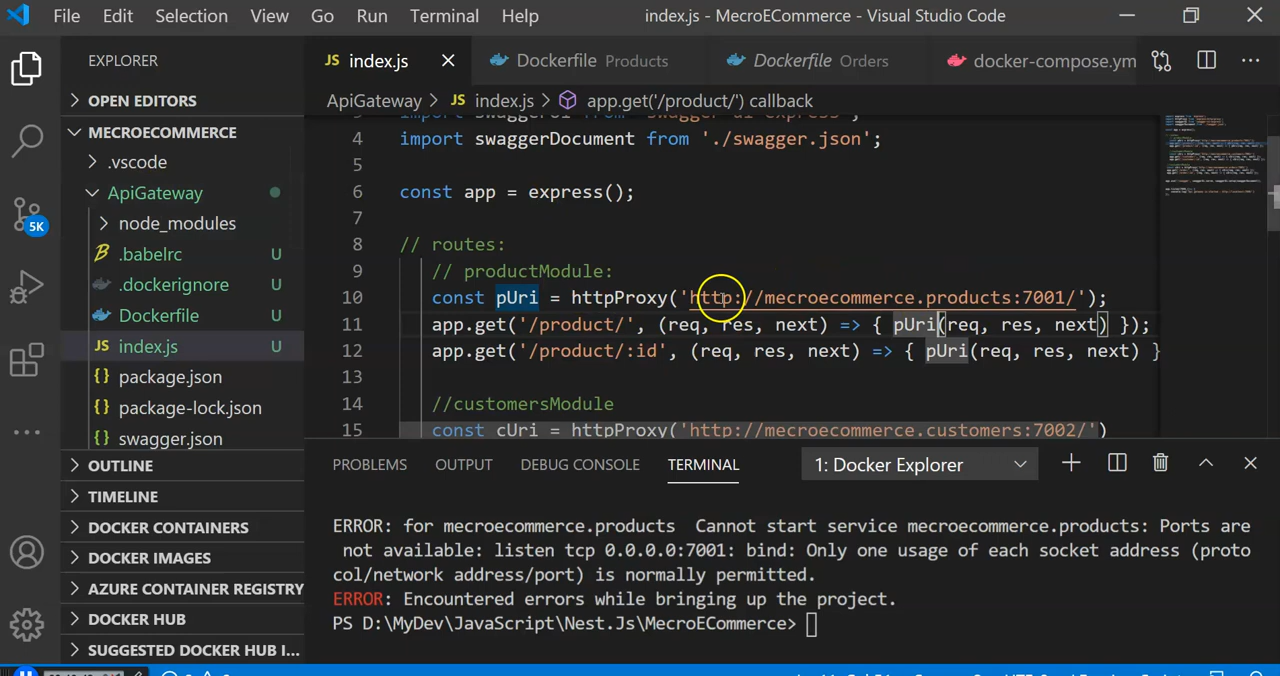 File Edit Selection View Go Run Terminal Help index.js - MecroECommerce - Visual Studio Code
EXPLORER
JS index.js
Dockerfile Products
Dockerfile Orders
docker-compose.ym
OPEN EDITORS
MECROECOMMERCE
.vscode
ApiGateway
node_modules
.babelrc U
.dockerignore U
Dockerfile U
JS index.js U
{} package.json
{} package-lock.json
{} swagger.json
OUTLINE
TIMELINE
DOCKER CONTAINERS
DOCKER IMAGES
AZURE CONTAINER REGISTRY
DOCKER HUB
SUGGESTED DOCKER HUB I...
5K
ApiGateway > JS index.js > app.get('/product/') callback
4 import swaggerDocument from './swagger.json';
5
6 const app = express();
7
8 // routes:
9 // productModule:
10 const pUri = httpProxy('http://mecroecommerce.products:7001/');
11 app.get('/product/', (req, res, next) => { pUri(req, res, next) });
12 app.get('/product/:id', (req, res, next) => { pUri(req, res, next) }
13
14 //customersModule
15 const cUri = httpProxy('http://mecroecommerce.customers:7002/')
PROBLEMS OUTPUT DEBUG CONSOLE TERMINAL 1: Docker Explorer
ERROR: for mecroecommerce.products  Cannot start service mecroecommerce.products: Ports are
not available: listen tcp 0.0.0.0:7001: bind: Only one usage of each socket address (proto
col/network address/port) is normally permitted.
ERROR: Encountered errors while bringing up the project.
PS D:\MyDev\JavaScript\Nest.Js\MecroECommerce>